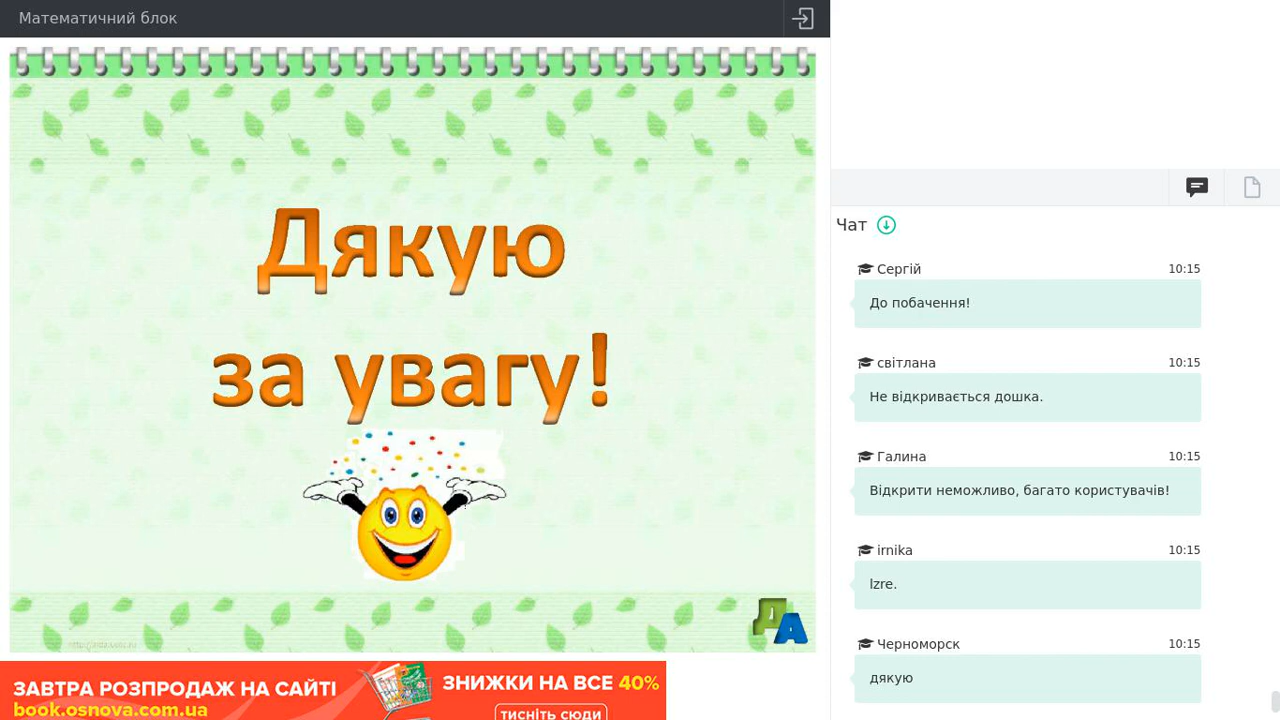 Математичний блок
Дякую
за увагу!
ДА
ЗАВТРА РОЗПРОДАЖ НА САЙТІ
book.osnova.com.ua
ЗНИЖКИ НА ВСЕ 40%
тисніть сюди
Чат
Сергій 10:15
До побачення!
світлана 10:15
Не відкривається дошка.
Галина 10:15
Відкрити неможливо, багато користувачів!
irnika 10:15
lzre.
Черноморск 10:15
дякую